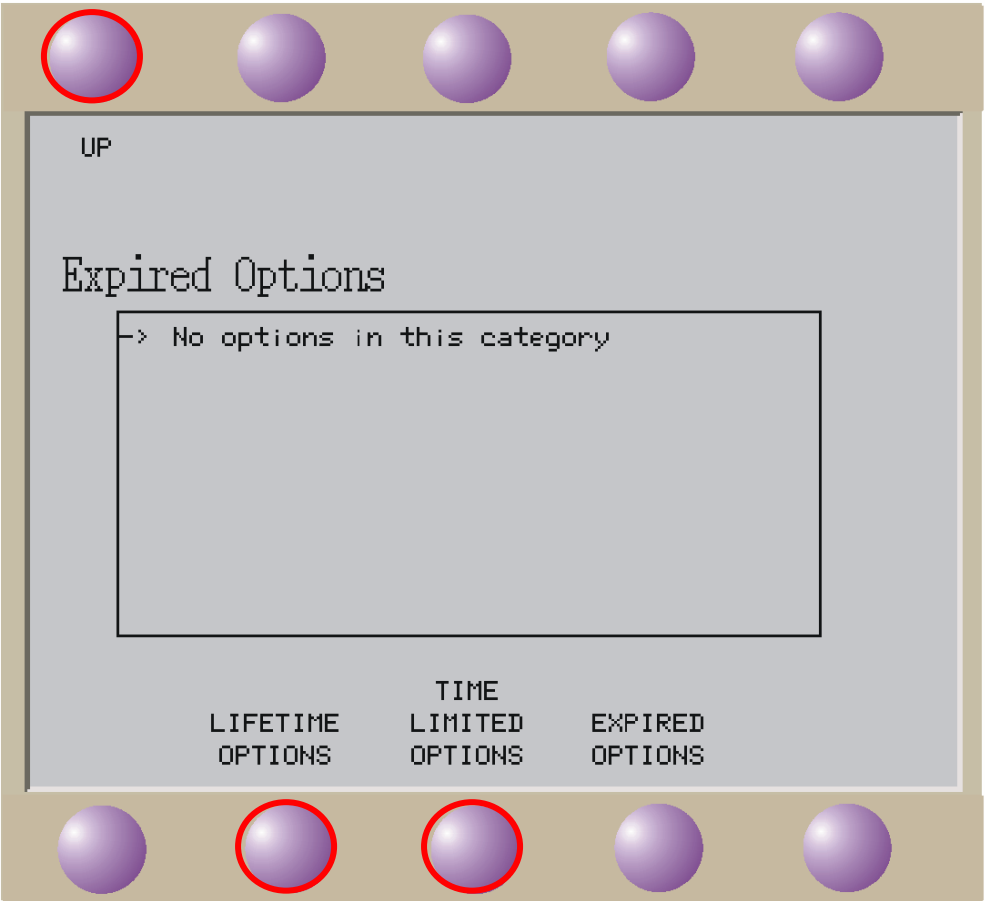 UP
Expired Options
-> No options in this category
TIME
LIFETIME LIMITED EXPIRED
OPTIONS OPTIONS OPTIONS